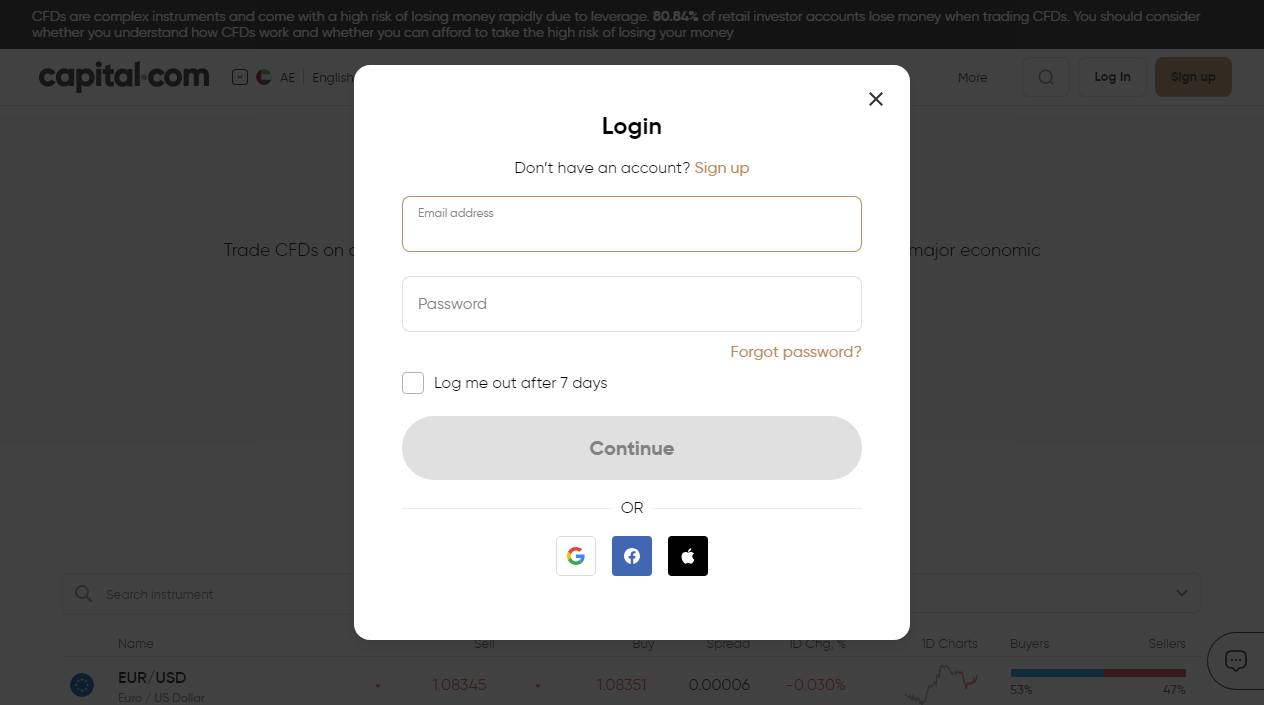 CFDs are complex instruments and come with a high risk of losing money rapidly due to leverage. 80.84% of retail investor accounts lose money when trading CFDs. You should consider
whether you understand how CFDs work and whether you can afford to take the high risk of losing your money
capital.com AE English More Log In Sign up
Login
Don't have an account? Sign up
Email address
Trade CFDs on major economic
Password
Forgot password?
Log me out after 7 days
Continue
OR
Search instrument
Name Sell Buy Spread 1D Chg, % 1D Charts Buyers Sellers
EUR/USD 1.08345 1.08351 0.00006 -0.030%
Euro / US Dollar 53% 47%